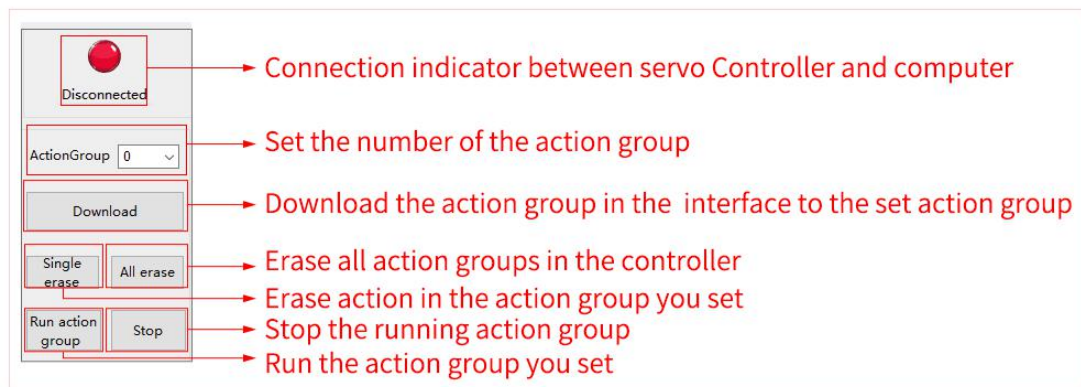 Disconnected
Connection indicator between servo Controller and computer
ActionGroup 0
Set the number of the action group
Download
Download the action group in the interface to the set action group
Single
erase
All erase
Erase all action groups in the controller
Erase action in the action group you set
Run action
group
Stop
Stop the running action group
Run the action group you set